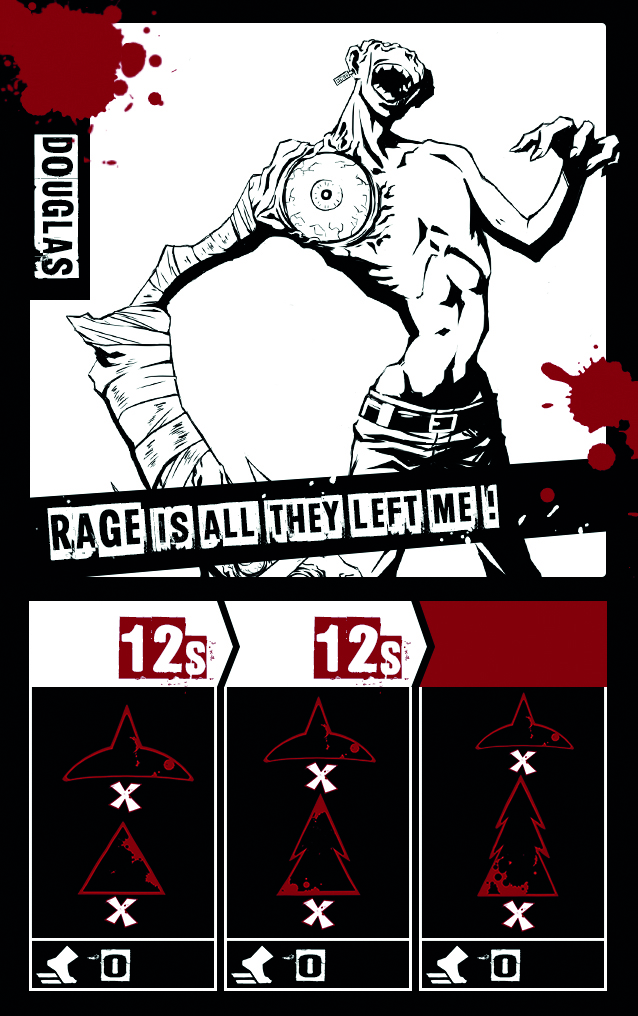 DOUGLAS
RAGE IS ALL THEY LEFT ME !
12s 12s
X X X
X X X
0 0 0